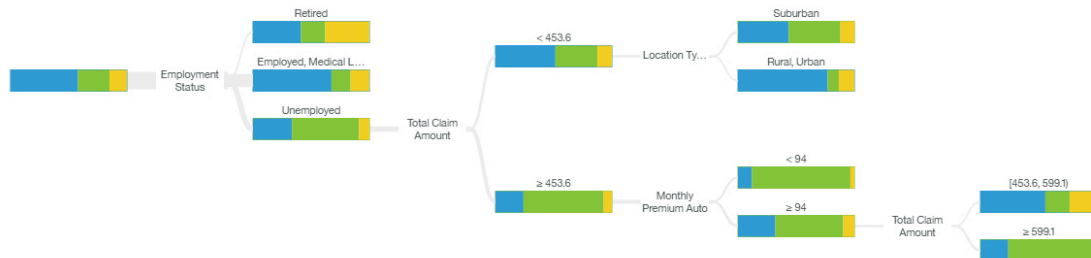 Employment
Status
Retired
Employed, Medical L...
Unemployed
Total Claim
Amount
< 453.6
Location Ty...
Suburban
Rural, Urban
≥ 453.6
Monthly
Premium Auto
< 94
≥ 94
Total Claim
Amount
[453.6, 599.1)
≥ 599.1